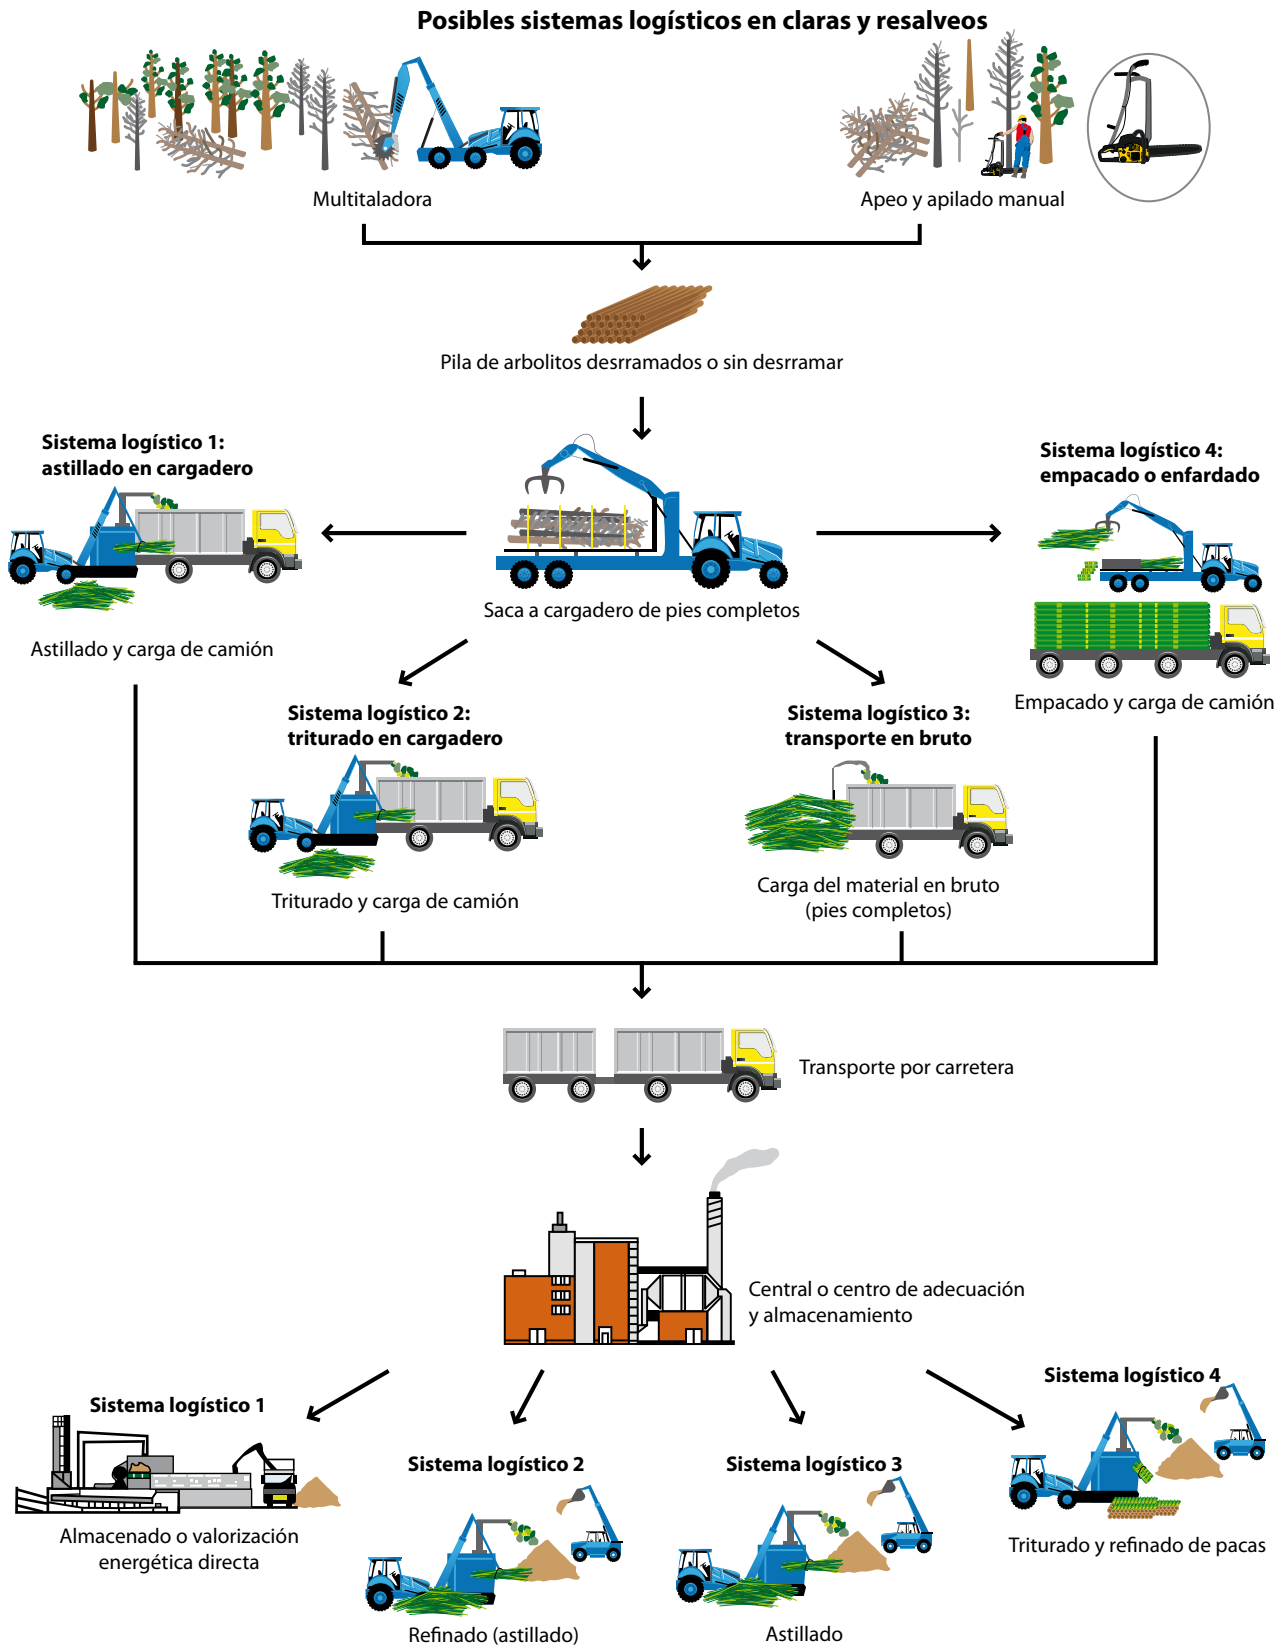 Posibles sistemas logísticos en claras y resalveos
Multitaladora
Apeo y apilado manual
Pila de arbolitos desrramados o sin desrramar
Sistema logístico 1:
astillado en cargadero
Sistema logístico 4:
empacado o enfardado
Saca a cargadero de pies completos
Astillado y carga de camión
Empacado y carga de camión
Sistema logístico 2:
triturado en cargadero
Sistema logístico 3:
transporte en bruto
Triturado y carga de camión
Carga del material en bruto
(pies completos)
Transporte por carretera
Central o centro de adecuación
y almacenamiento
Sistema logístico 1
Almacenado o valorización
energética directa
Sistema logístico 2
Refinado (astillado)
Sistema logístico 3
Astillado
Sistema logístico 4
Triturado y refinado de pacas